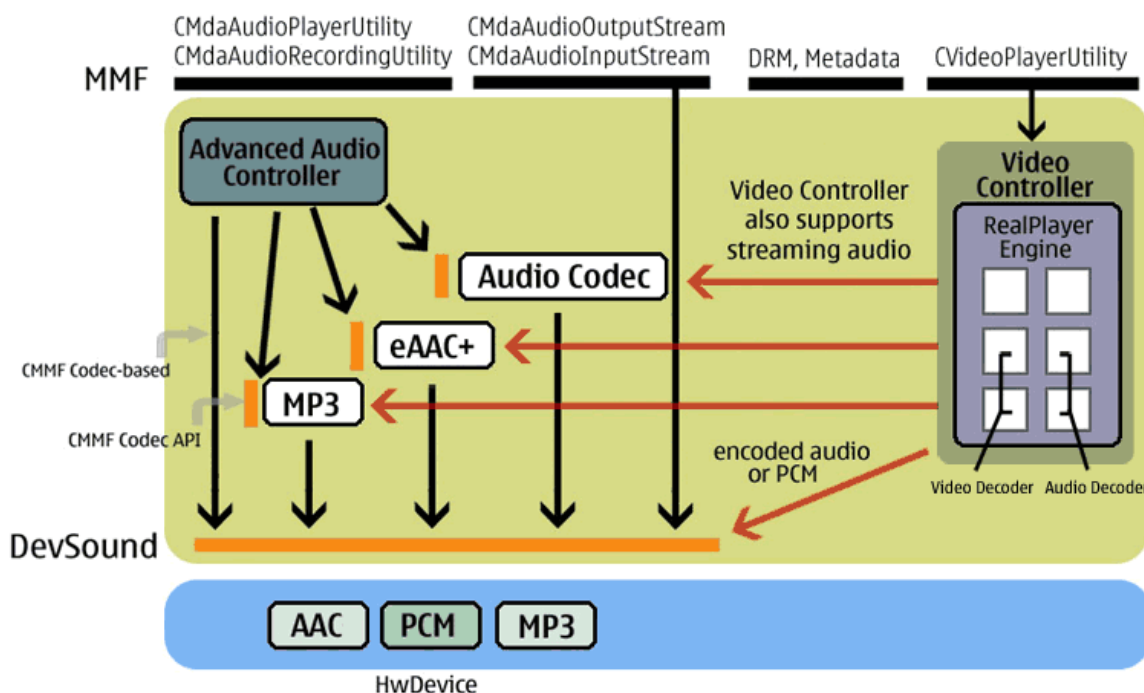 CMdaAudioPlayerUtility
CMdaAudioRecordingUtility
CMdaAudioOutputStream
CMdaAudioInputStream
DRM, Metadata
CVideoPlayerUtility
MMF
Advanced Audio
Controller
Video
Controller
Video Controller
also supports
streaming audio
RealPlayer
Engine
Audio Codec
eAAC+
CMMF Codec-based
MP3
CMMF Codec API
encoded audio
or PCM
Video Decoder
Audio Decoder
DevSound
AAC
PCM
MP3
HwDevice